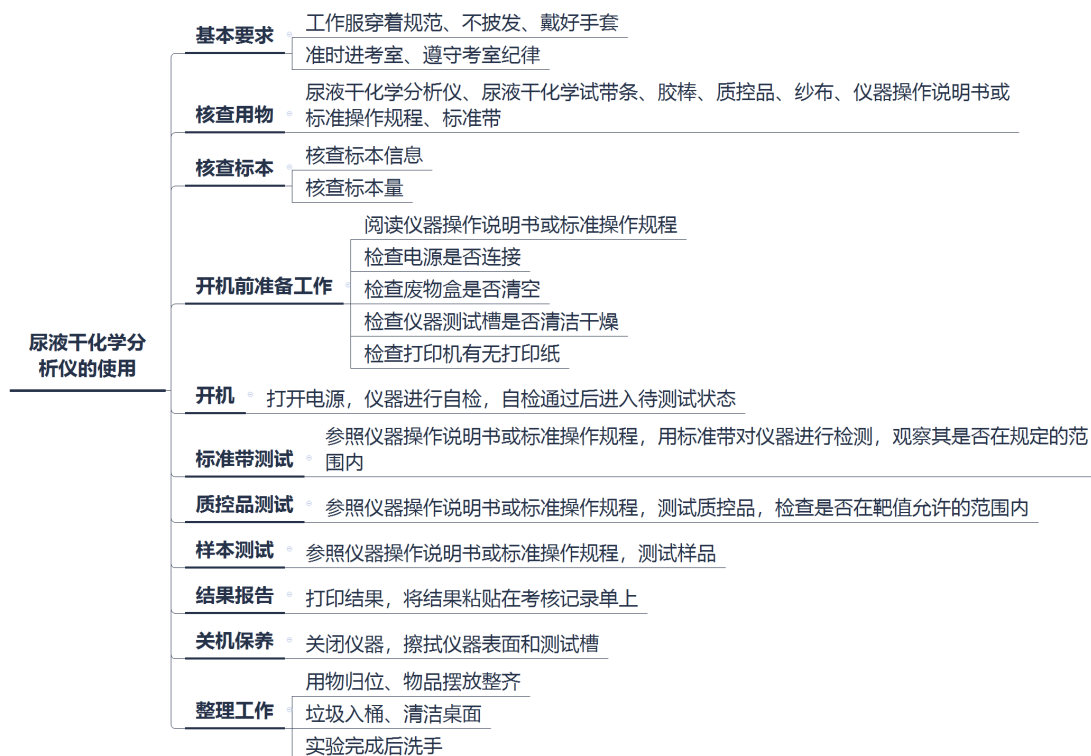 尿液干化学分
析仪的使用
基本要求
工作服穿着规范、不披发、戴好手套
准时进考室、遵守考室纪律
核查用物
尿液干化学分析仪、尿液干化学试带条、胶棒、质控品、纱布、仪器操作说明书或
标准操作规程、标准带
核查标本
核查标本信息
核查标本量
开机前准备工作
阅读仪器操作说明书或标准操作规程
检查电源是否连接
检查废物盒是否清空
检查仪器测试槽是否清洁干燥
检查打印机有无打印纸
开机
打开电源，仪器进行自检，自检通过后进入待测试状态
标准带测试
参照仪器操作说明书或标准操作规程，用标准带对仪器进行检测，观察其是否在规定的范
围内
质控品测试
参照仪器操作说明书或标准操作规程，测试质控品，检查是否在靶值允许的范围内
样本测试
参照仪器操作说明书或标准操作规程，测试样品
结果报告
打印结果，将结果粘贴在考核记录单上
关机保养
关闭仪器，擦拭仪器表面和测试槽
整理工作
用物归位、物品摆放整齐
垃圾入桶、清洁桌面
实验完成后洗手